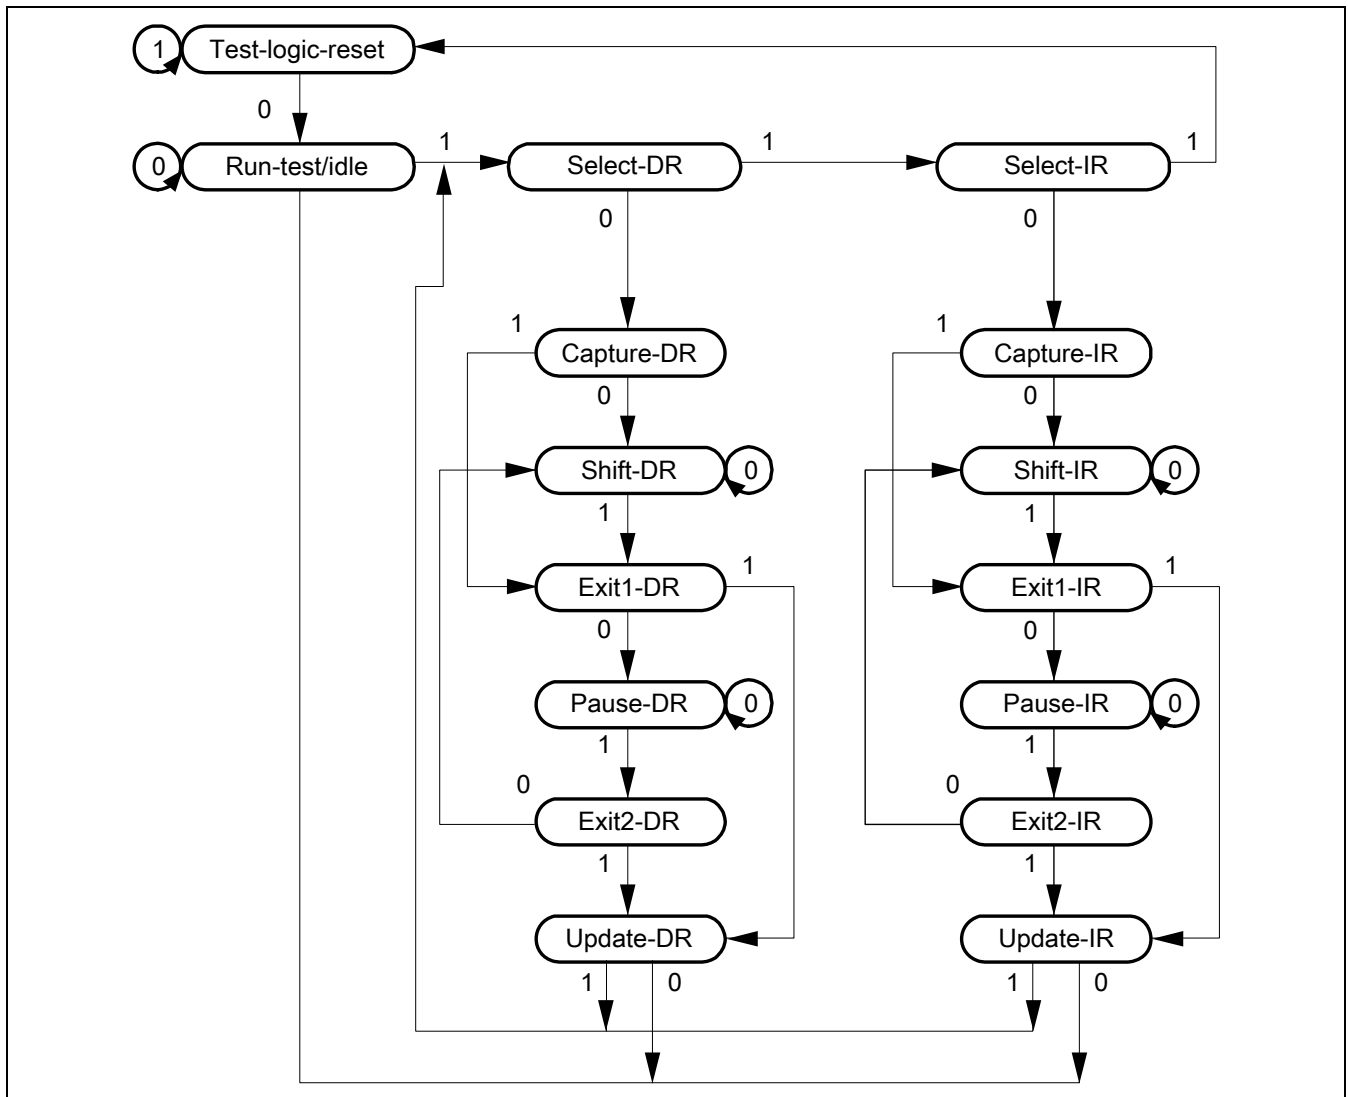 1 Test-logic-reset
0
0 Run-test/idle 1 Select-DR 1 Select-IR 1
0 0
1 1
Capture-DR Capture-IR
0 0
Shift-DR 0 Shift-IR 0
1 1
Exit1-DR 1 Exit1-IR 1
0 0
Pause-DR 0 Pause-IR 0
1 1
0 0
Exit2-DR Exit2-IR
1 1
Update-DR Update-IR
1 0 1 0